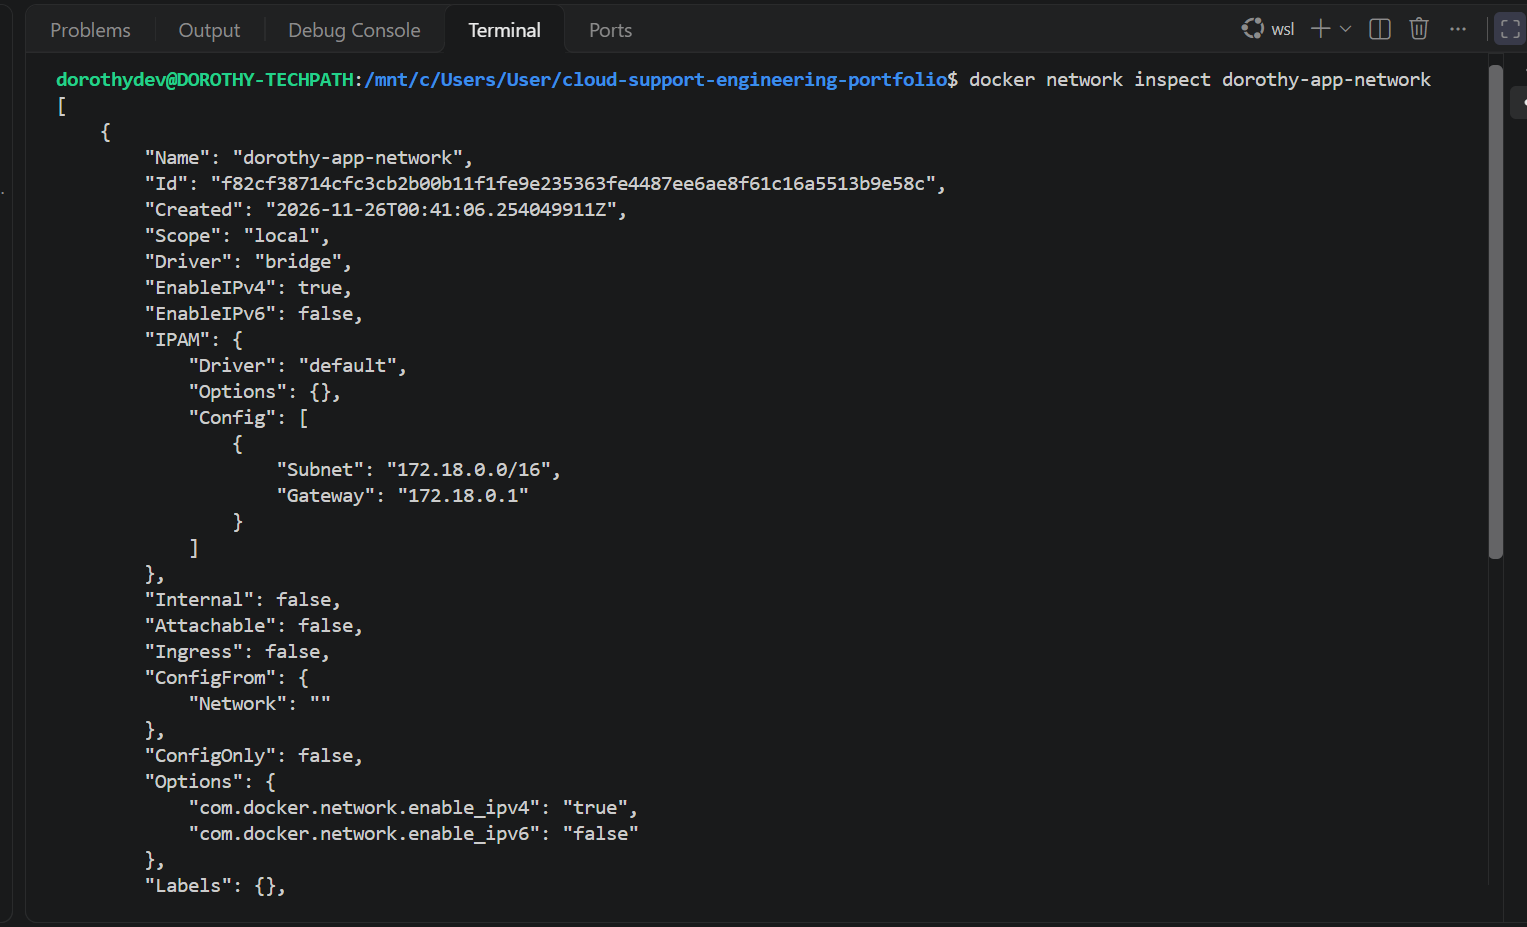 Problems Output Debug Console Terminal Ports wsl
dorothydev@DOROTHY-TECHPATH:/mnt/c/Users/User/cloud-support-engineering-portfolio$ docker network inspect dorothy-app-network
[
    {
        "Name": "dorothy-app-network",
        "Id": "f82cf38714cfc3cb2b00b11f1fe9e235363fe4487ee6ae8f61c16a5513b9e58c",
        "Created": "2026-11-26T00:41:06.254049911Z",
        "Scope": "local",
        "Driver": "bridge",
        "EnableIPv4": true,
        "EnableIPv6": false,
        "IPAM": {
            "Driver": "default",
            "Options": {},
            "Config": [
                {
                    "Subnet": "172.18.0.0/16",
                    "Gateway": "172.18.0.1"
                }
            ]
        },
        "Internal": false,
        "Attachable": false,
        "Ingress": false,
        "ConfigFrom": {
            "Network": ""
        },
        "ConfigOnly": false,
        "Options": {
            "com.docker.network.enable_ipv4": "true",
            "com.docker.network.enable_ipv6": "false"
        },
        "Labels": {},